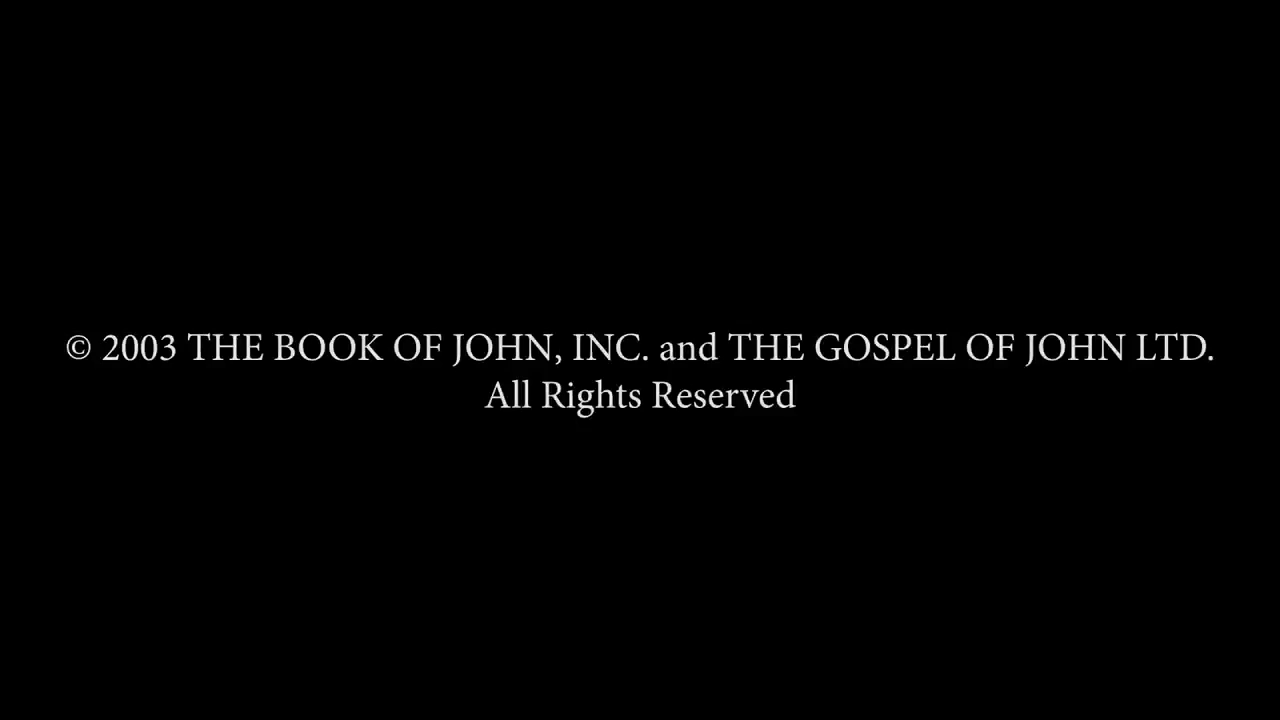 © 2003 THE BOOK OF JOHN, INC. and THE GOSPEL OF JOHN LTD.
All Rights Reserved